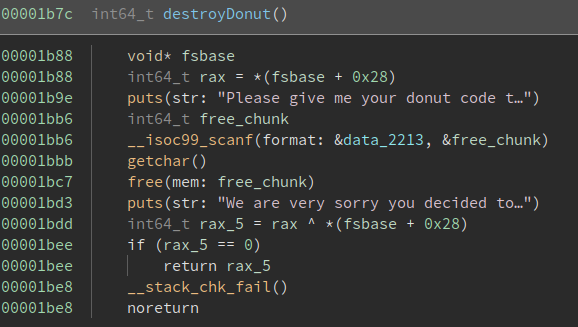 00001b7c int64_t destroyDonut()
00001b88 void* fsbase
00001b88 int64_t rax = *(fsbase + 0x28)
00001b9e puts(str: "Please give me your donut code t…")
00001bb6 int64_t free_chunk
00001bb6 __isoc99_scanf(format: &data_2213, &free_chunk)
00001bbb getchar()
00001bc7 free(mem: free_chunk)
00001bd3 puts(str: "We are very sorry you decided to…")
00001bdd int64_t rax_5 = rax ^ *(fsbase + 0x28)
00001bee if (rax_5 == 0)
00001bee return rax_5
00001be8 __stack_chk_fail()
00001be8 noreturn